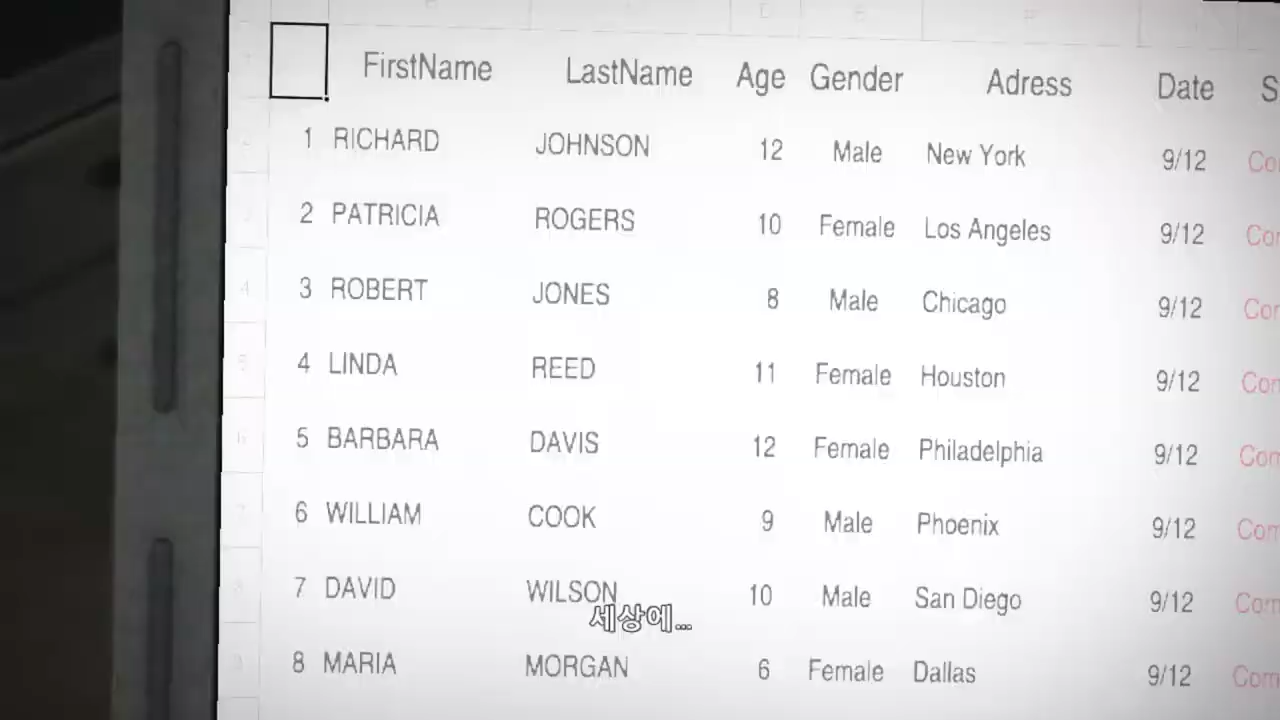 FirstName LastName Age Gender Adress Date
1 RICHARD JOHNSON 12 Male New York 9/12
2 PATRICIA ROGERS 10 Female Los Angeles 9/12
3 ROBERT JONES 8 Male Chicago 9/12
4 LINDA REED 11 Female Houston 9/12
5 BARBARA DAVIS 12 Female Philadelphia 9/12
6 WILLIAM COOK 9 Male Phoenix 9/12
7 DAVID WILSON 10 Male San Diego 9/12
세상에...
8 MARIA MORGAN 6 Female Dallas 9/12